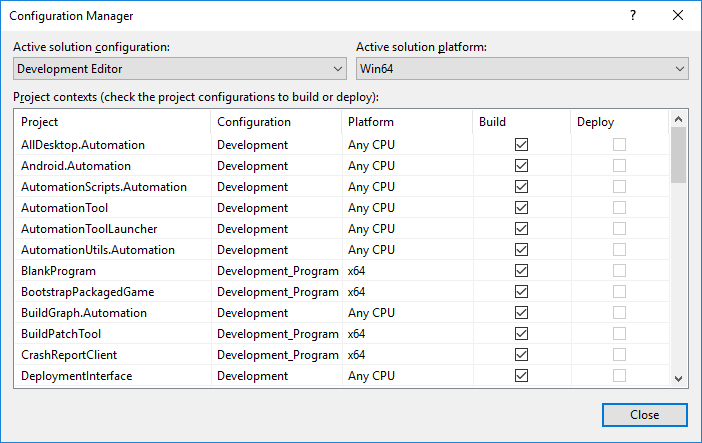 Configuration Manager ?
Active solution configuration: Active solution platform:
Development Editor Win64
Project contexts (check the project configurations to build or deploy):
Project Configuration Platform Build Deploy
AllDesktop.Automation Development Any CPU
Android.Automation Development Any CPU
AutomationScripts.Automation Development Any CPU
AutomationTool Development Any CPU
AutomationToolLauncher Development Any CPU
AutomationUtils.Automation Development Any CPU
BlankProgram Development_Program x64
BootstrapPackagedGame Development_Program x64
BuildGraph.Automation Development Any CPU
BuildPatchTool Development_Program x64
CrashReportClient Development_Program x64
DeploymentInterface Development Any CPU
Close